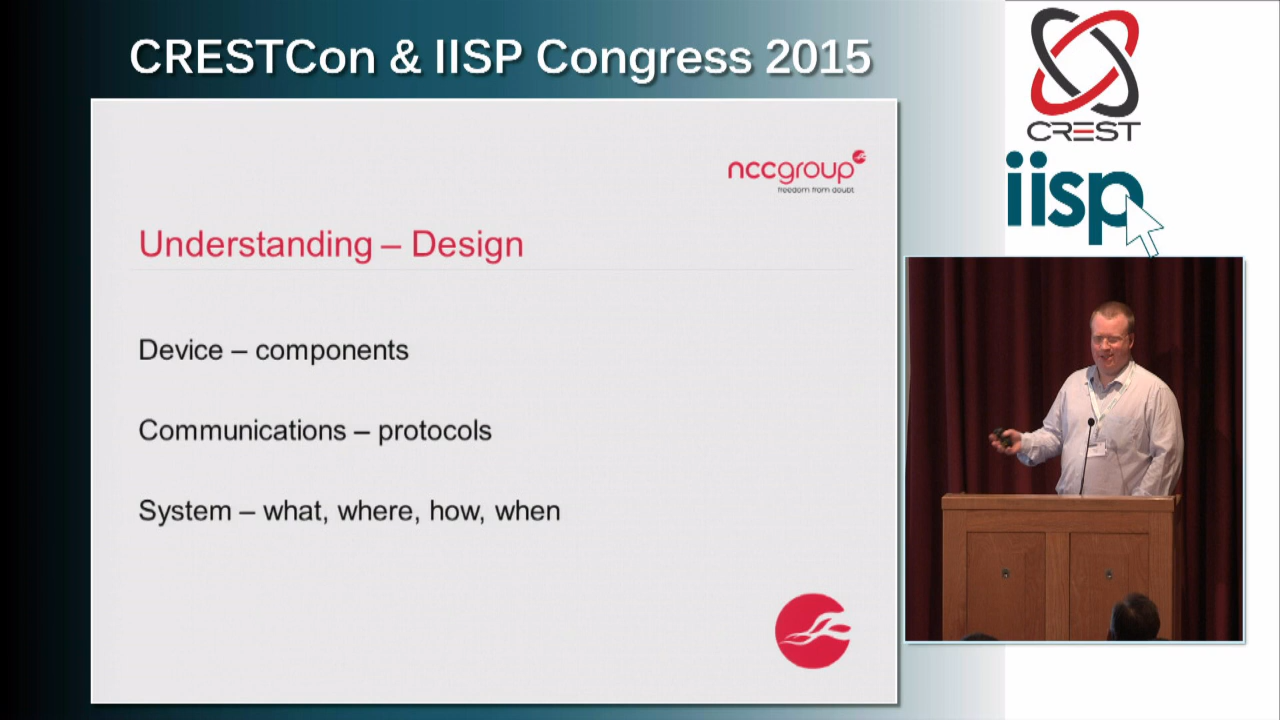 CRESTCon & IISP Congress 2015
CREST
iisp
nccgroup
freedom from doubt
Understanding – Design
Device – components
Communications – protocols
System – what, where, how, when